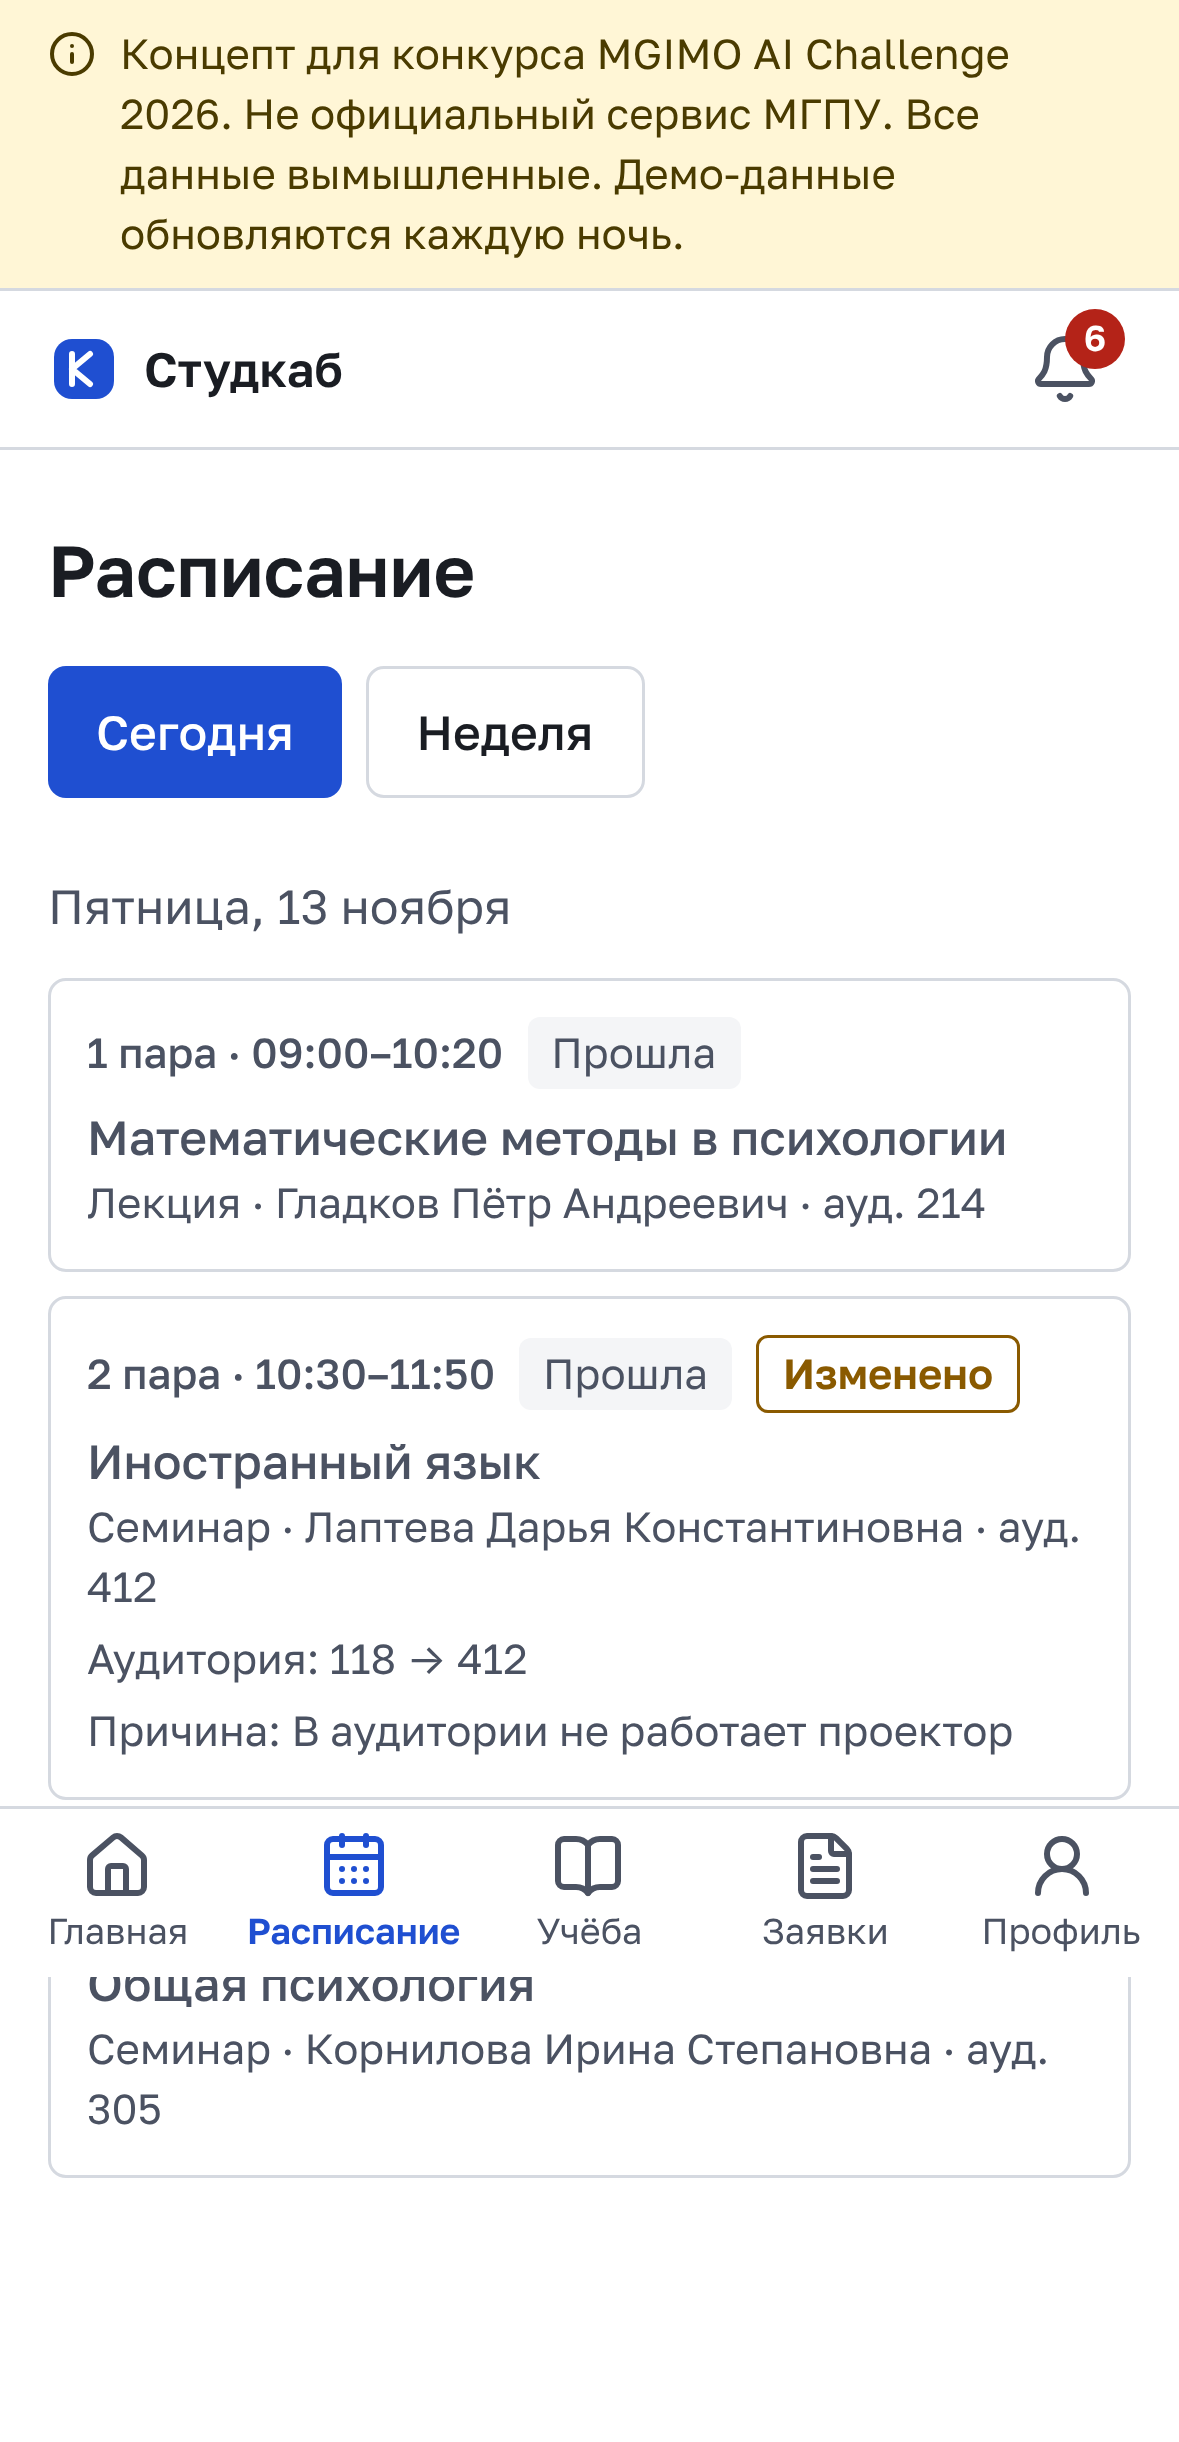 Концепт для конкурса MGIMO AI Challenge
2026. Не официальный сервис МГПУ. Все
данные вымышленные. Демо-данные
обновляются каждую ночь.
Студкаб
6
Расписание
Сегодня
Неделя
Пятница, 13 ноября
1 пара · 09:00–10:20 Прошла
Математические методы в психологии
Лекция · Гладков Пётр Андреевич · ауд. 214
2 пара · 10:30–11:50 Прошла Изменено
Иностранный язык
Семинар · Лаптева Дарья Константиновна · ауд.
412
Аудитория: 118 → 412
Причина: В аудитории не работает проектор
Главная Расписание Учёба Заявки Профиль
Общая психология
Семинар · Корнилова Ирина Степановна · ауд.
305